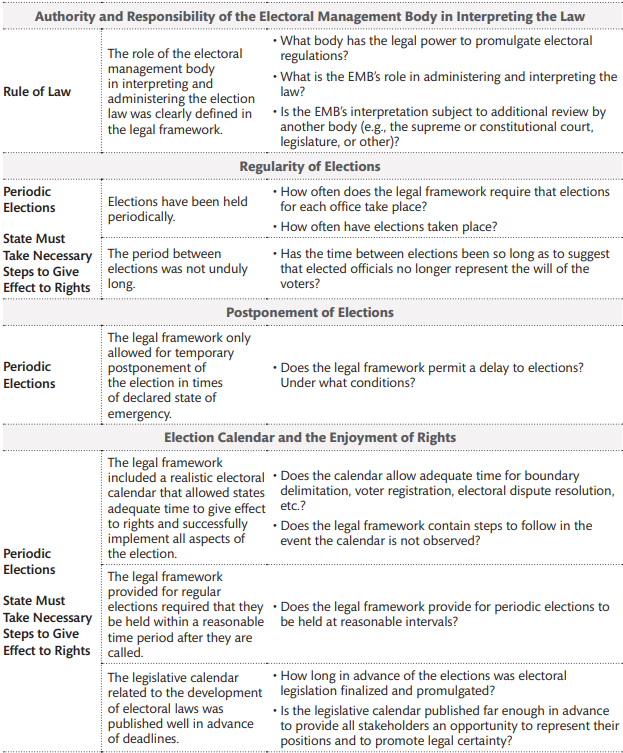 Authority and Responsibility of the Electoral Management Body in Interpreting the Law
Rule of Law
The role of the electoral
management body
in interpreting and
administering the election
law was clearly defined in
the legal framework.
• What body has the legal power to promulgate electoral
regulations?
• What is the EMB’s role in administering and interpreting the
law?
• Is the EMB’s interpretation subject to additional review by
another body (e.g., the supreme or constitutional court,
legislature, or other)?
Regularity of Elections
Periodic
Elections
State Must
Take Necessary
Steps to Give
Effect to Rights
Elections have been held
periodically.
• How often does the legal framework require that elections
for each office take place?
• How often have elections taken place?
The period between
elections was not unduly
long.
• Has the time between elections been so long as to suggest
that elected officials no longer represent the will of the
voters?
Postponement of Elections
Periodic
Elections
The legal framework only
allowed for temporary
postponement of
the election in times
of declared state of
emergency.
• Does the legal framework permit a delay to elections?
Under what conditions?
Election Calendar and the Enjoyment of Rights
Periodic
Elections
State Must
Take Necessary
Steps to Give
Effect to Rights
The legal framework
included a realistic electoral
calendar that allowed states
adequate time to give effect
to rights and successfully
implement all aspects of
the election.
• Does the calendar allow adequate time for boundary
delimitation, voter registration, electoral dispute resolution,
etc.?
• Does the legal framework contain steps to follow in the
event the calendar is not observed?
The legal framework
provided for regular
elections required that they
be held within a reasonable
time period after they are
called.
• Does the legal framework provide for periodic elections to
be held at reasonable intervals?
The legislative calendar
related to the development
of electoral laws was
published well in advance
of deadlines.
• How long in advance of the elections was electoral
legislation finalized and promulgated?
• Is the legislative calendar published far enough in advance
to provide all stakeholders an opportunity to represent their
positions and to promote legal certainty?